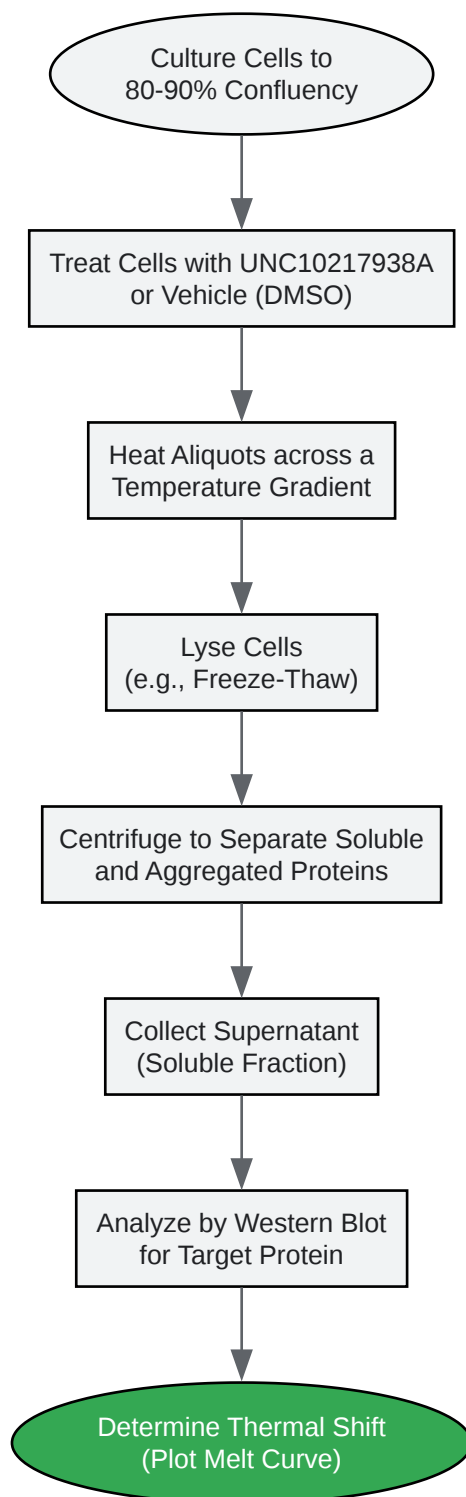 Culture Cells to
80-90% Confluency
Treat Cells with UNC10217938A
or Vehicle (DMSO)
Heat Aliquots across a
Temperature Gradient
Lyse Cells
(e.g., Freeze-Thaw)
Centrifuge to Separate Soluble
and Aggregated Proteins
Collect Supernatant
(Soluble Fraction)
Analyze by Western Blot
for Target Protein
Determine Thermal Shift
(Plot Melt Curve)